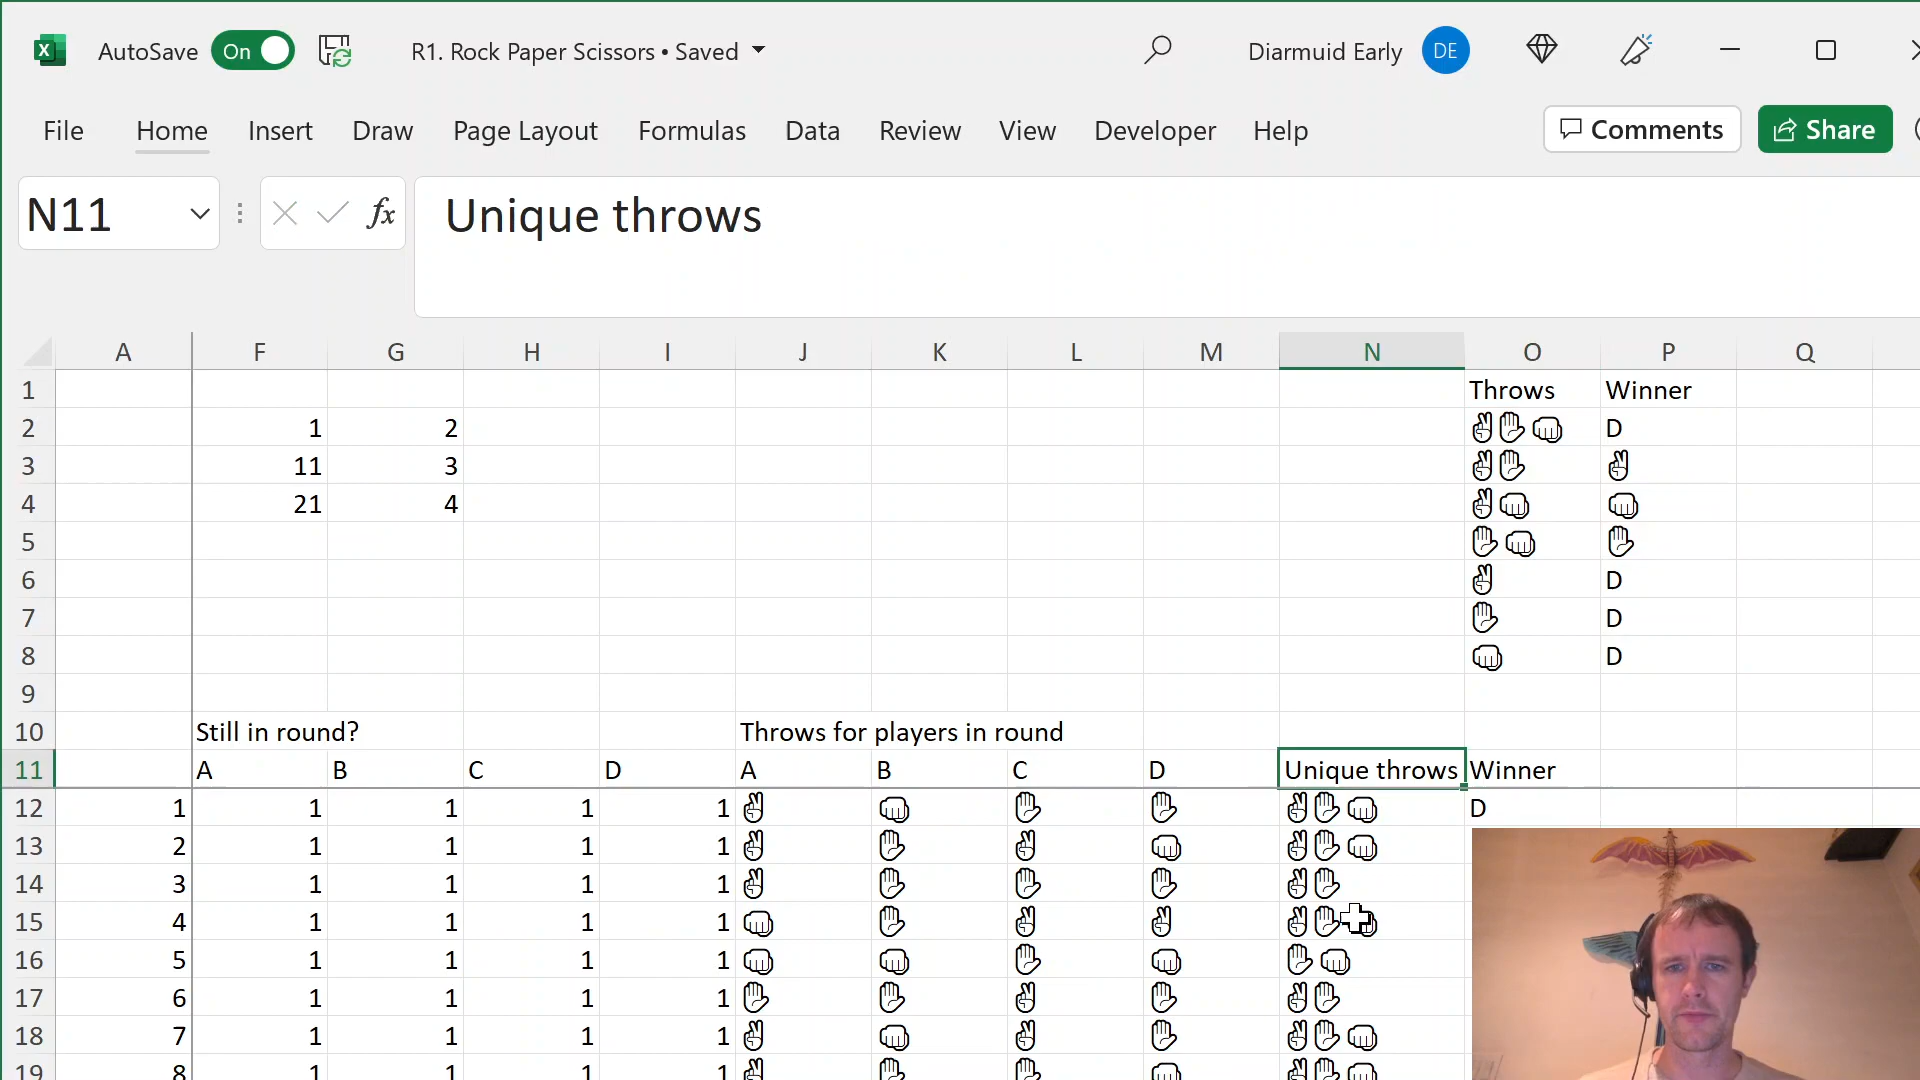 AutoSave On R1. Rock Paper Scissors • Saved Diarmuid Early DE
File Home Insert Draw Page Layout Formulas Data Review View Developer Help Comments Share
N11 fx Unique throws
A F G H I J K L M N O P Q
1 Throws Winner
2 1 2 ✌✋👊 D
3 11 3 ✌✋ ✌
4 21 4 ✌👊 👊
5 ✋👊 ✋
6 ✌ D
7 ✋ D
8 👊 D
9
10 Still in round? Throws for players in round
11 A B C D A B C D Unique throws Winner
12 1 1 1 1 1 ✌ 👊 ✋ ✋ ✌✋👊 D
13 2 1 1 1 1 ✌ ✋ ✌ 👊 ✌✋👊
14 3 1 1 1 1 ✌ ✋ ✋ ✋ ✌✋
15 4 1 1 1 1 👊 ✋ ✌ ✌ ✌✋👊
16 5 1 1 1 1 👊 👊 ✋ 👊 ✋👊
17 6 1 1 1 1 ✋ ✋ ✌ ✋ ✌✋
18 7 1 1 1 1 ✌ 👊 ✌ ✋ ✌✋👊
19 8 1 1 1 1 ✌ ✋ ✋ 👊 ✌✋👊